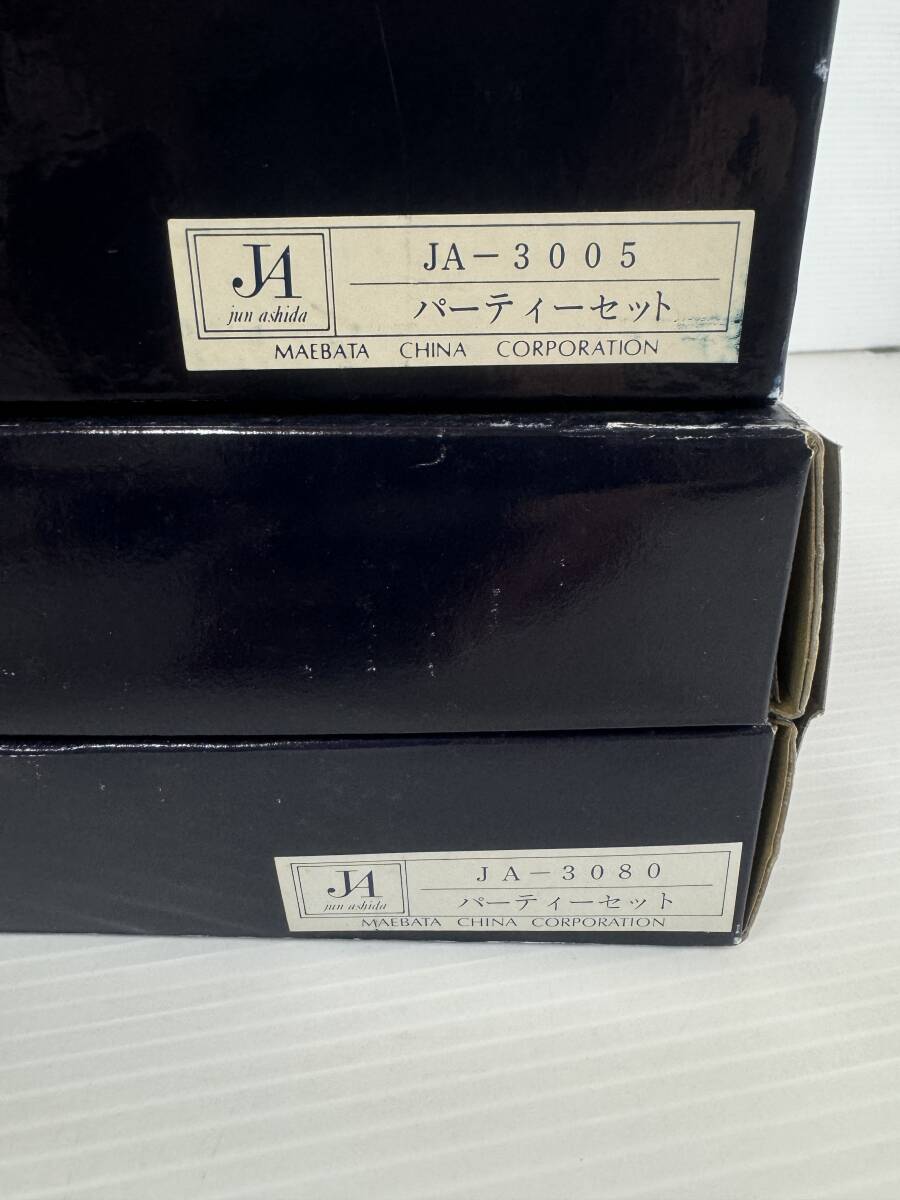 JA
jun ashida
JA-3005
パーティーセット
MAEBATA CHINA CORPORATION
JA
jun ashida
JA-3080
パーティーセット
MAEBATA CHINA CORPORATION